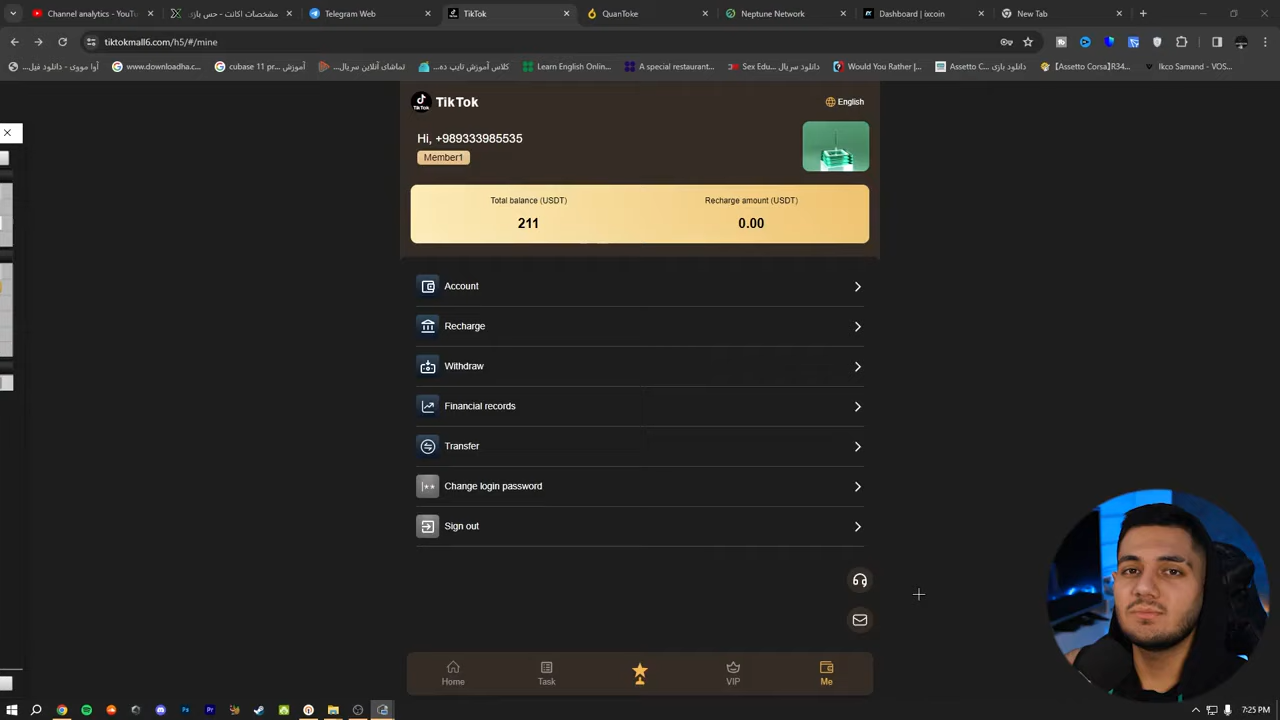 Channel analytics - YouTu
مشخصات اکانت - حس بازی
Telegram Web
TikTok
QuanToke
Neptune Network
Dashboard | ixcoin
New Tab
tiktokmall6.com/h5/#/mine
آوا مووی - دانلود فیل...
www.downloadha...
آموزش cubase 11 pr...
تماشای آنلاین سریال...
کلاس آموزش تایپ ده...
Learn English Onlin...
A special restaurant...
دانلود سریال Sex Edu...
Would You Rather |...
دانلود بازی Assetto C...
(Assetto Corsa)R34...
Ikco Samand - VOS...
TikTok
TikTok
English
Hi, +989333985535
Member1
Total balance (USDT)
Recharge amount (USDT)
211
0.00
Account
Recharge
Withdraw
Financial records
Transfer
Change login password
Sign out
Home
Task
VIP
Me
7:25 PM